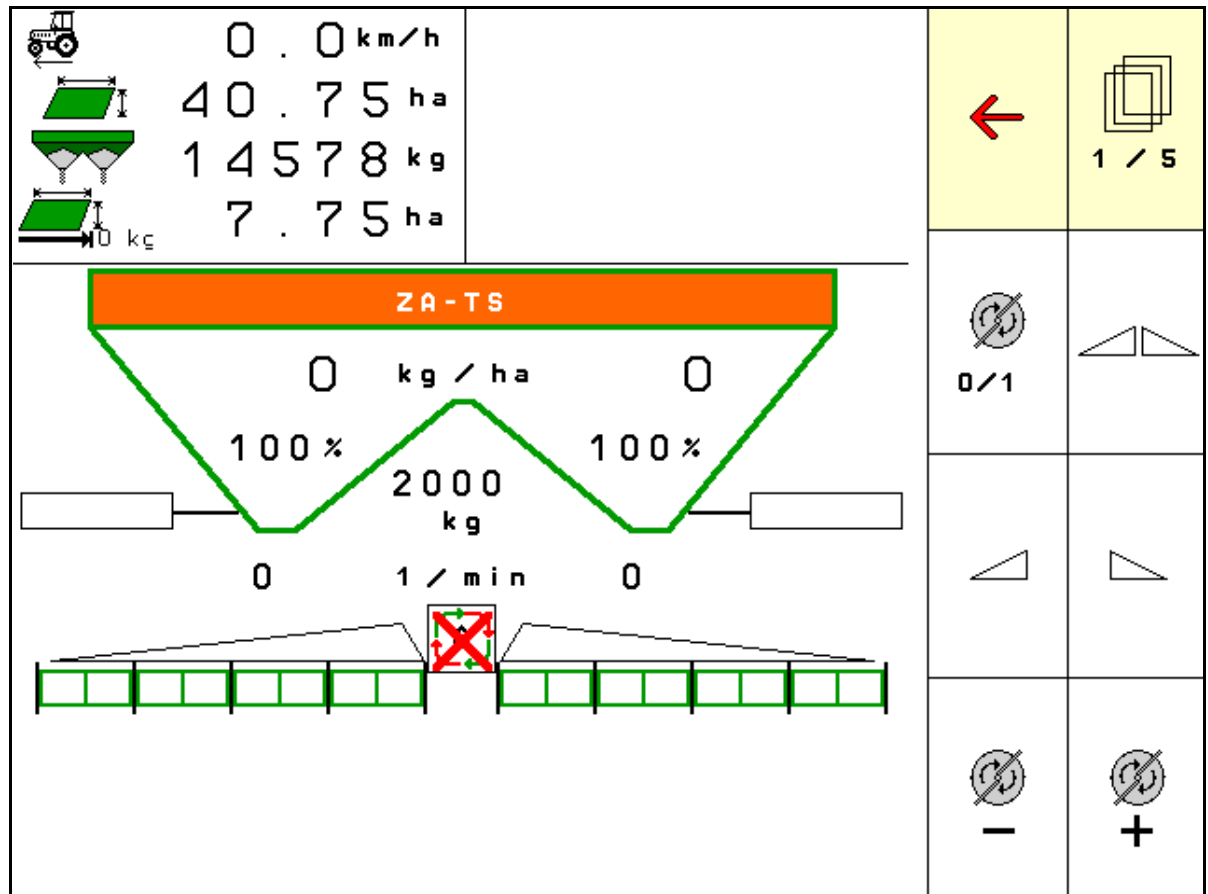 0.0 km/h
40.75 ha
14578 kg
7.75 ha
0 kg
1 / 5
ZA-TS
0 kg / ha 0
100% 100%
2000
kg
0 1 / min 0
0/1
- +